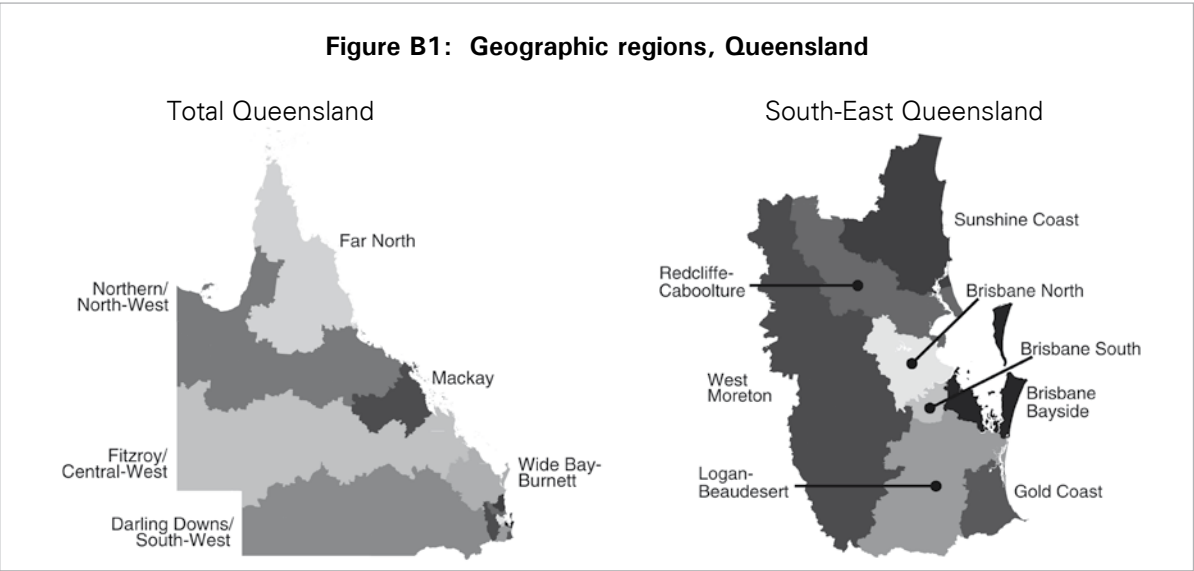 Figure B1: Geographic regions, Queensland
Total Queensland
Far North
Northern/
North-West
Mackay
Fitzroy/
Central-West
Wide Bay-
Burnett
Darling Downs/
South-West
South-East Queensland
Sunshine Coast
Redcliffe-
Caboolture
Brisbane North
Brisbane South
West
Moreton
Brisbane
Bayside
Logan-
Beaudesert
Gold Coast